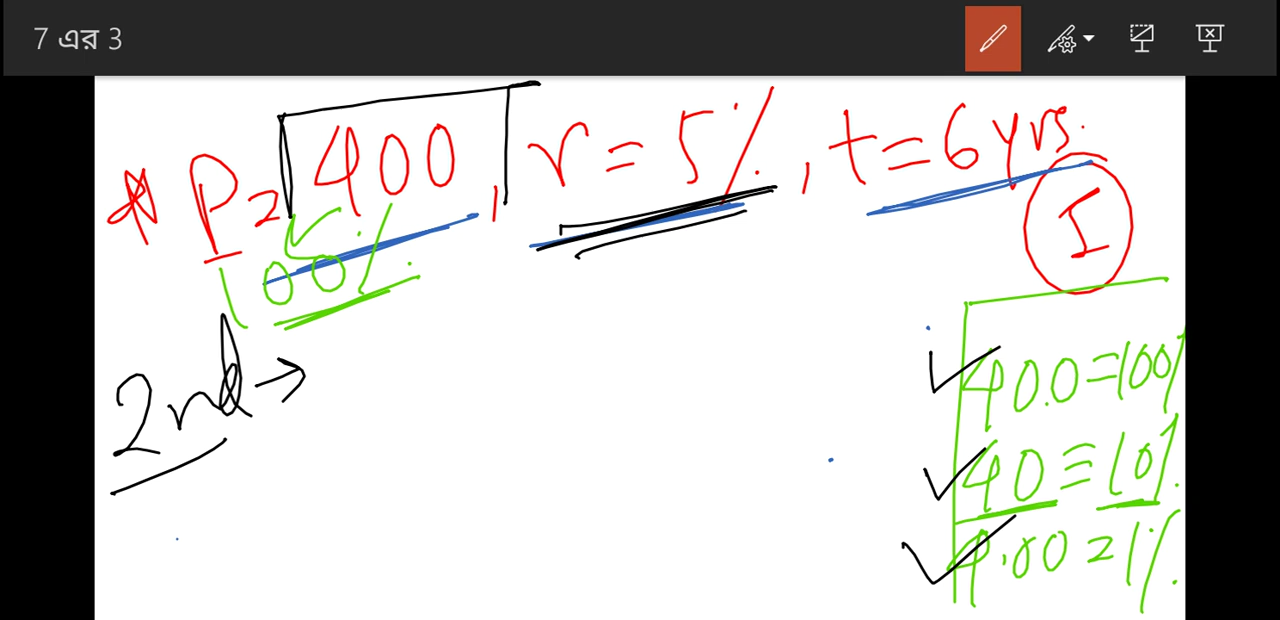 7 এর 3
* P = 400, r = 5%, t = 6 yrs.
I
100%
2nd →
400 = 100%
40 = 10%
4.00 = 1%